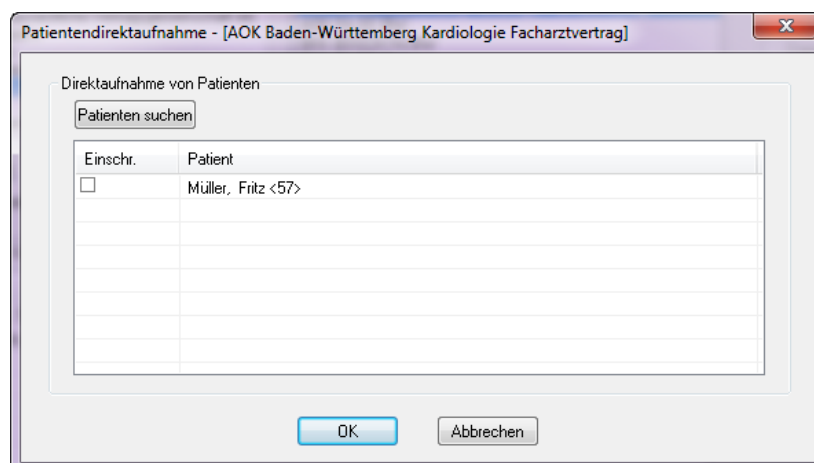 Patientendirektaufnahme - [AOK Baden-Württemberg Kardiologie Facharztvertrag]
Direktaufnahme von Patienten
Patienten suchen
Einschr. Patient
Müller, Fritz <57>
OK Abbrechen